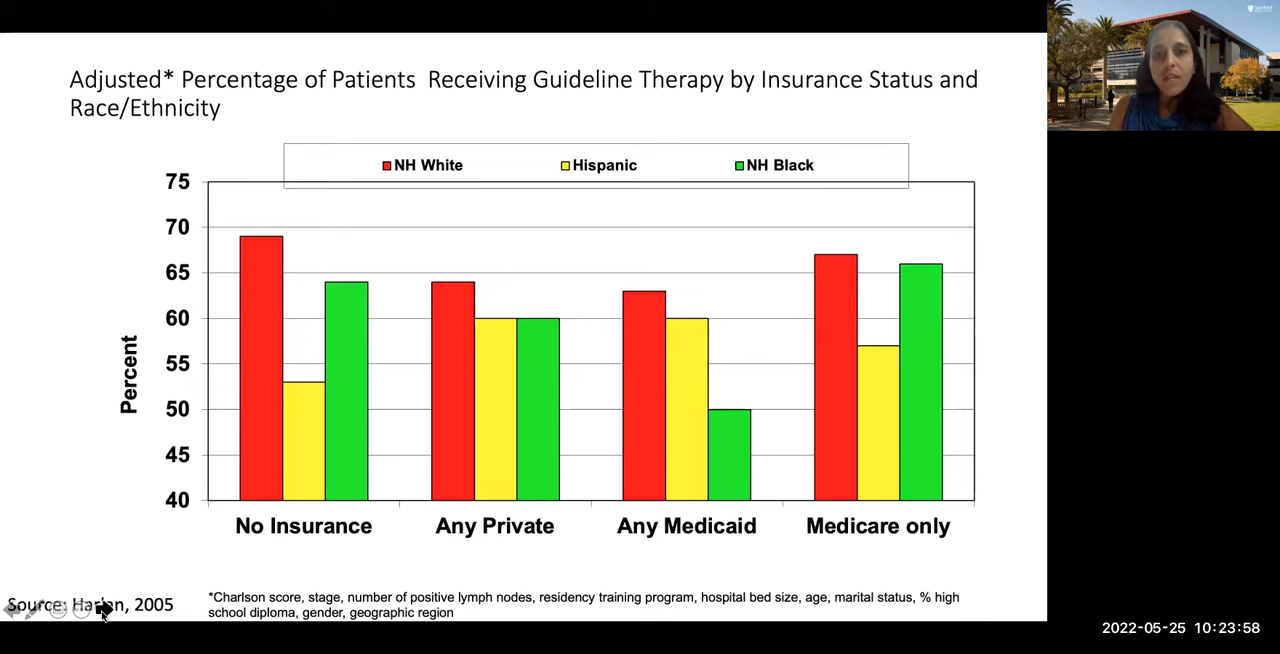 Adjusted* Percentage of Patients Receiving Guideline Therapy by Insurance Status and
Race/Ethnicity
NH White Hispanic NH Black
75
70
65
60
55
50
45
40
Percent
No Insurance Any Private Any Medicaid Medicare only
Source: Harlan, 2005
*Charlson score, stage, number of positive lymph nodes, residency training program, hospital bed size, age, marital status, % high
school diploma, gender, geographic region
2022-05-25 10:23:58